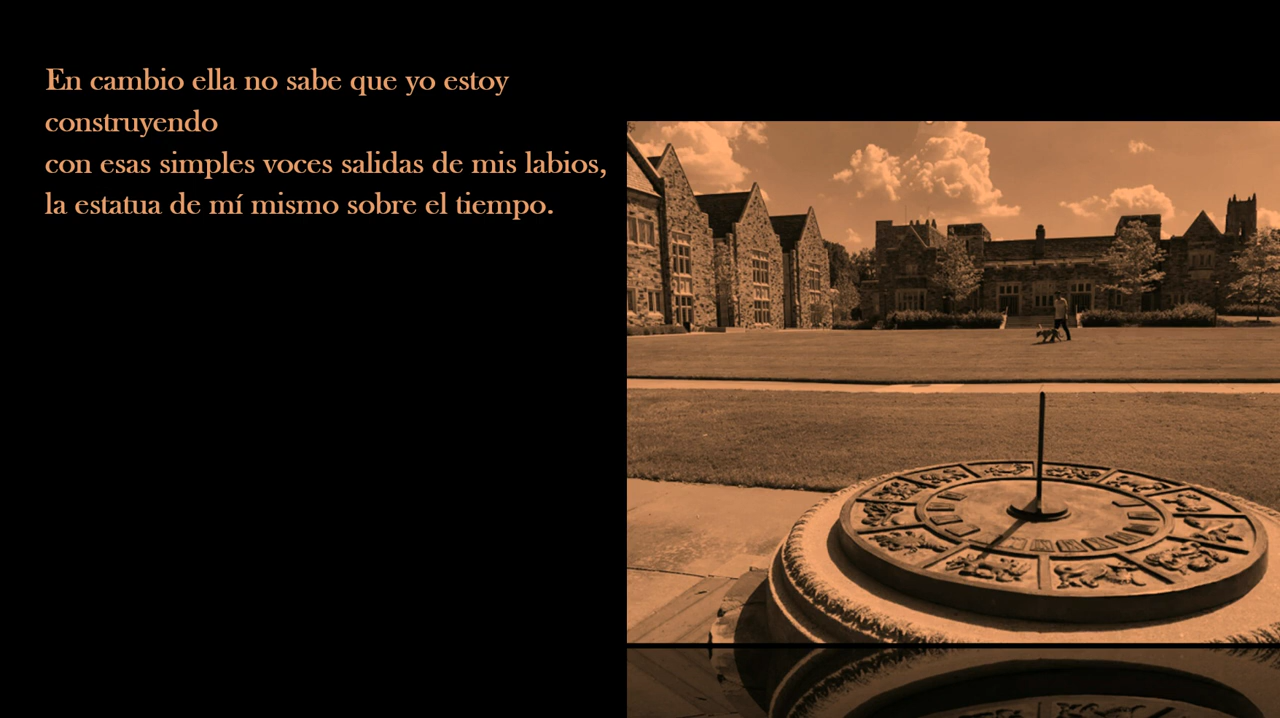 En cambio ella no sabe que yo estoy
construyendo
con esas simples voces salidas de mis labios,
la estatua de mí mismo sobre el tiempo.